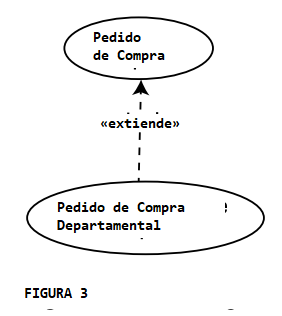 Pedido
de Compra
«extiende»
Pedido de Compra
Departamental
FIGURA 3